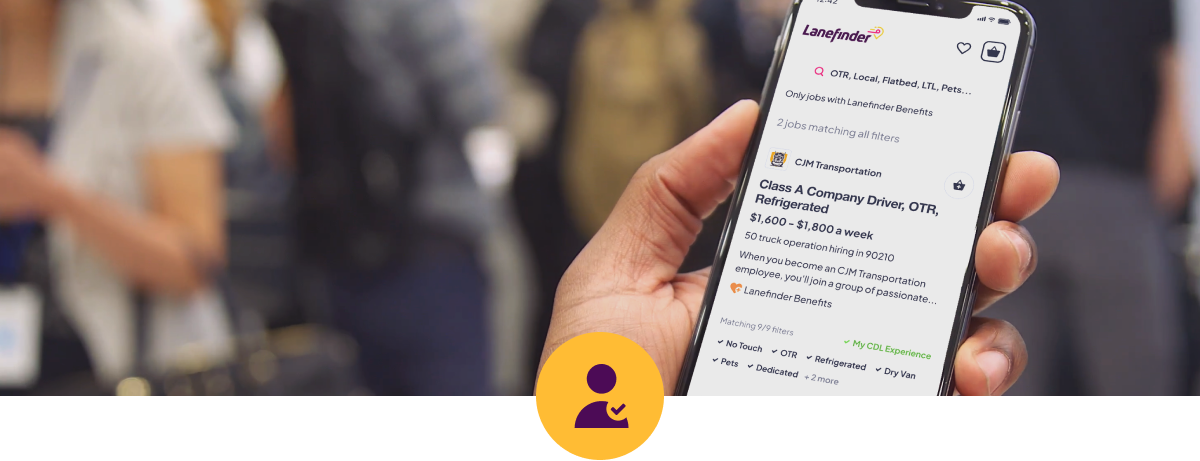 12:42
Lanefinder
OTR, Local, Flatbed, LTL, Pets...
Only jobs with Lanefinder Benefits
2 jobs matching all filters
CJM Transportation
Class A Company Driver, OTR,
Refrigerated
$1,600 - $1,800 a week
50 truck operation hiring in 90210
When you become an CJM Transportation
employee, you'll join a group of passionate...
Lanefinder Benefits
Matching 9/9 filters
✓ My CDL Experience
✓ No Touch ✓ OTR ✓ Refrigerated ✓ Dry Van
✓ Pets ✓ Dedicated + 2 more